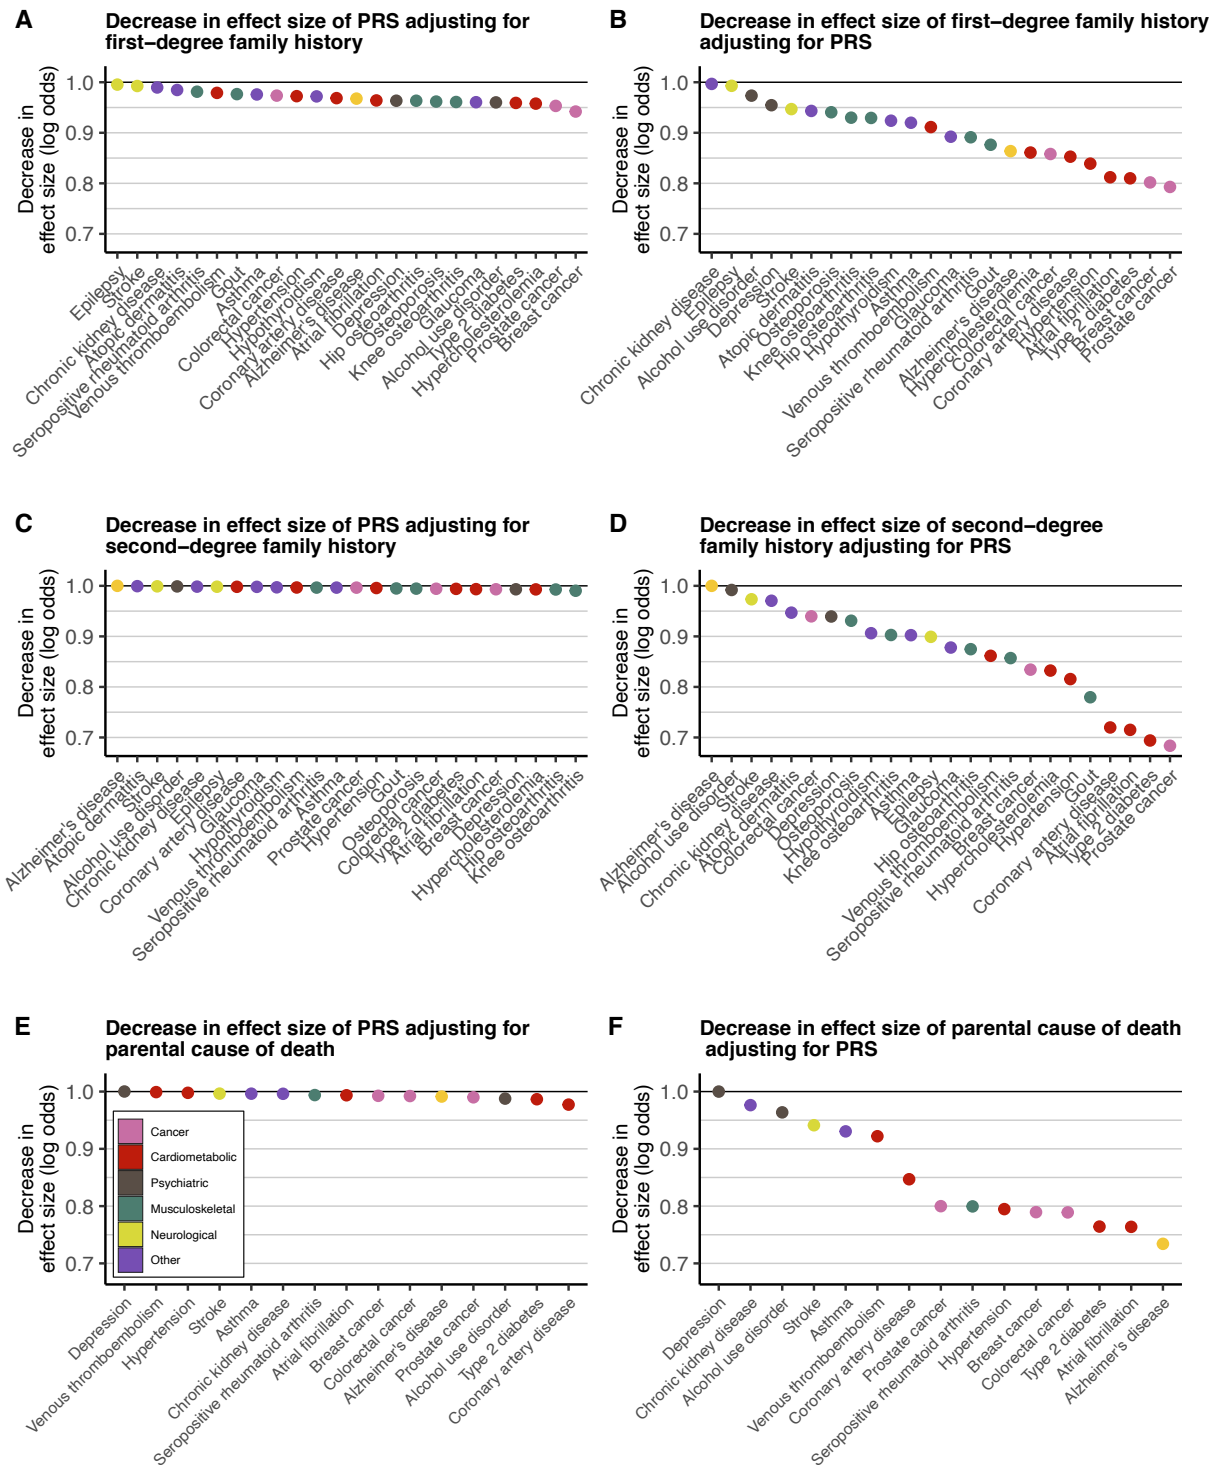 A
Decrease in effect size of PRS adjusting for
first−degree family history
Decrease in
effect size (log odds)
1.0
0.9
0.8
0.7
Epilepsy
Stroke
Chronic kidney disease
Atopic dermatitis
Seropositive rheumatoid arthritis
Venous thromboembolism
Gout
Asthma
Colorectal cancer
Hypertension
Hypothyroidism
Coronary artery disease
Alzheimer's disease
Atrial fibrillation
Depression
Hip osteoarthritis
Osteoporosis
Knee osteoarthritis
Glaucoma
Alcohol use disorder
Type 2 diabetes
Hypercholesterolemia
Prostate cancer
Breast cancer
B
Decrease in effect size of first−degree family history
adjusting for PRS
Decrease in
effect size (log odds)
1.0
0.9
0.8
0.7
Chronic kidney disease
Epilepsy
Alcohol use disorder
Depression
Stroke
Atopic dermatitis
Osteoporosis
Knee osteoarthritis
Hip osteoarthritis
Hypothyroidism
Asthma
Venous thromboembolism
Glaucoma
Seropositive rheumatoid arthritis
Gout
Alzheimer's disease
Hypercholesterolemia
Colorectal cancer
Coronary artery disease
Hypertension
Atrial fibrillation
Type 2 diabetes
Breast cancer
Prostate cancer
C
Decrease in effect size of PRS adjusting for
second−degree family history
Decrease in
effect size (log odds)
1.0
0.9
0.8
0.7
Alzheimer's disease
Atopic dermatitis
Stroke
Alcohol use disorder
Chronic kidney disease
Epilepsy
Coronary artery disease
Glaucoma
Hypothyroidism
Venous thromboembolism
Seropositive rheumatoid arthritis
Asthma
Prostate cancer
Hypertension
Gout
Osteoporosis
Colorectal cancer
Type 2 diabetes
Atrial fibrillation
Breast cancer
Depression
Hypercholesterolemia
Hip osteoarthritis
Knee osteoarthritis
D
Decrease in effect size of second−degree
family history adjusting for PRS
Decrease in
effect size (log odds)
1.0
0.9
0.8
0.7
Alzheimer's disease
Alcohol use disorder
Stroke
Chronic kidney disease
Atopic dermatitis
Colorectal cancer
Depression
Osteoporosis
Hypothyroidism
Knee osteoarthritis
Asthma
Epilepsy
Glaucoma
Hip osteoarthritis
Venous thromboembolism
Seropositive rheumatoid arthritis
Breast cancer
Hypercholesterolemia
Hypertension
Gout
Coronary artery disease
Atrial fibrillation
Type 2 diabetes
Prostate cancer
E
Decrease in effect size of PRS adjusting for
parental cause of death
Decrease in
effect size (log odds)
1.0
0.9
0.8
0.7
Cancer
Cardiometabolic
Psychiatric
Musculoskeletal
Neurological
Other
Depression
Venous thromboembolism
Hypertension
Stroke
Asthma
Chronic kidney disease
Seropositive rheumatoid arthritis
Atrial fibrillation
Breast cancer
Colorectal cancer
Alzheimer's disease
Prostate cancer
Alcohol use disorder
Type 2 diabetes
Coronary artery disease
F
Decrease in effect size of parental cause of death
adjusting for PRS
Decrease in
effect size (log odds)
1.0
0.9
0.8
0.7
Depression
Chronic kidney disease
Alcohol use disorder
Stroke
Asthma
Venous thromboembolism
Coronary artery disease
Prostate cancer
Seropositive rheumatoid arthritis
Hypertension
Breast cancer
Colorectal cancer
Type 2 diabetes
Atrial fibrillation
Alzheimer's disease